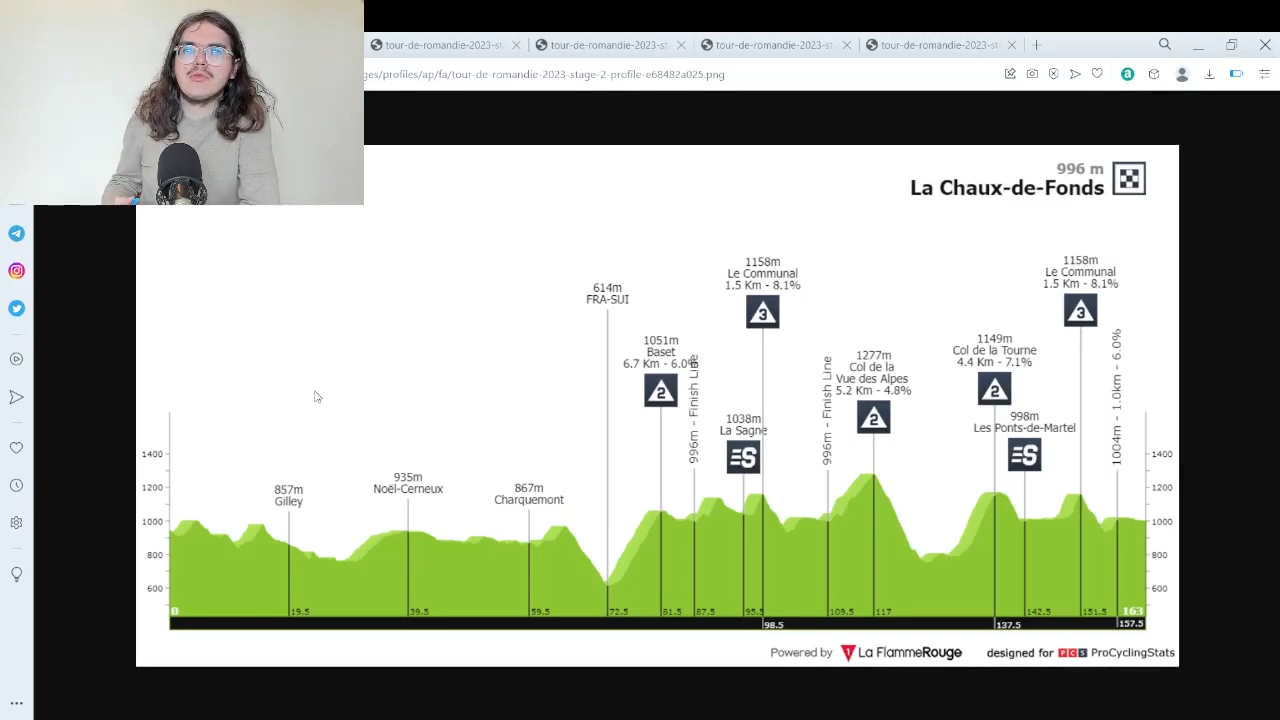 tour-de-romandie-2023-st
tour-de-romandie-2023-st
tour-de-romandie-2023-st
tour-de-romandie-2023-st
ges/profiles/ap/fa/tour-de-romandie-2023-stage-2-profile-e68482a025.png
a
996 m
La Chaux-de-Fonds
1158m
Le Communal
1.5 Km - 8.1%
3
1158m
Le Communal
1.5 Km - 8.1%
3
614m
FRA-SUI
1051m
Baset
6.7 Km - 6.0%
2
996m - Finish Line
1038m
La Sagne
S
996m - Finish Line
1277m
Col de la
Vue des Alpes
5.2 Km - 4.8%
2
1149m
Col de la Tourne
4.4 Km - 7.1%
2
998m
Les Ponts-de-Martel
S
1004m - 1.0km - 6.0%
857m
Gilley
935m
Noël-Cerneux
867m
Charquemont
1400
1200
1000
800
600
1400
1200
1000
800
600
0
19.5
39.5
59.5
72.5
81.5
87.5
95.5
98.5
109.5
117
137.5
142.5
151.5
157.5
163
Powered by
La FlammeRouge
designed for PCS ProCyclingStats